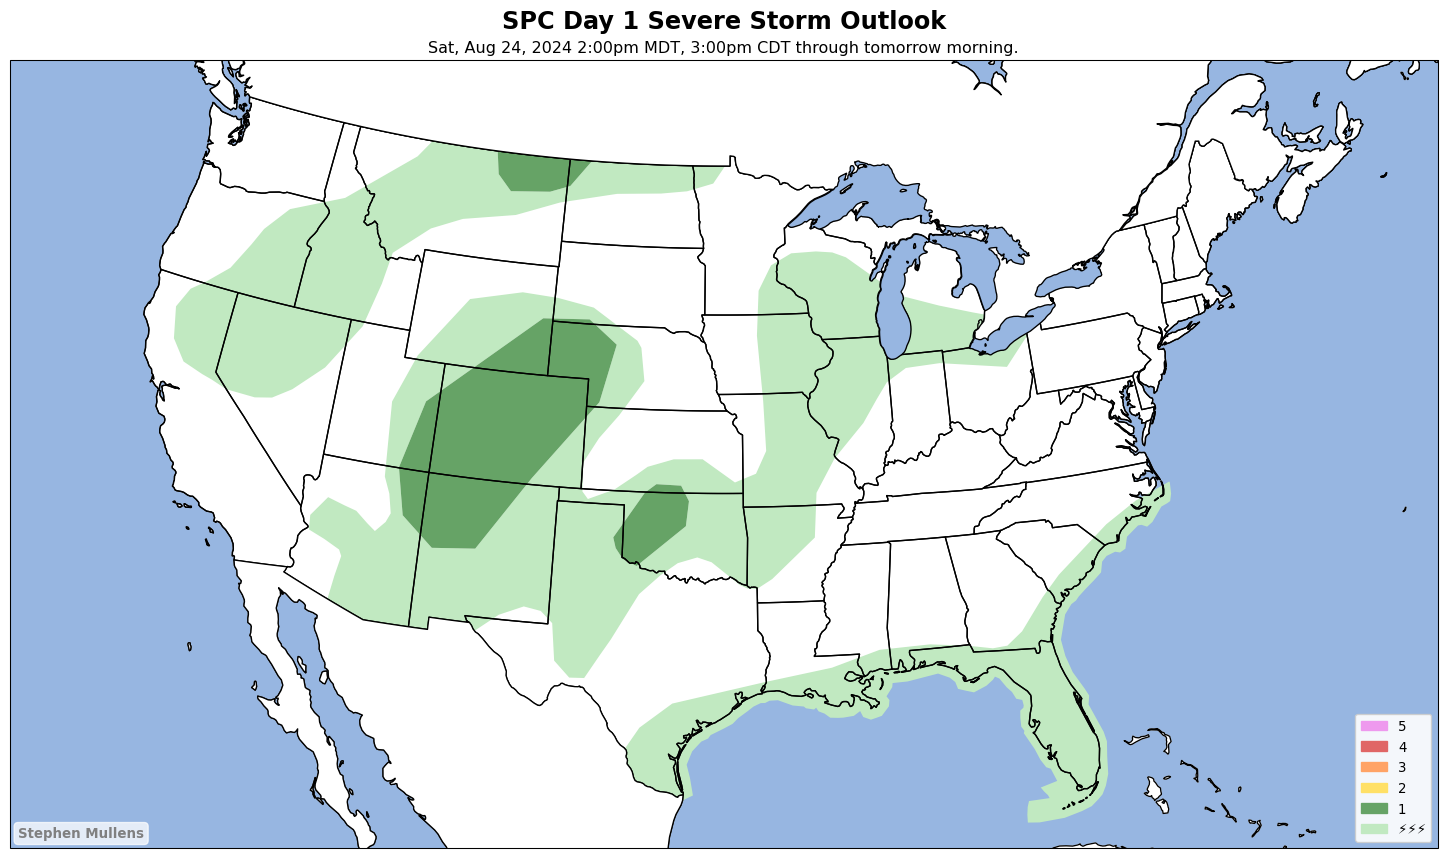 SPC Day 1 Severe Storm Outlook
Sat, Aug 24, 2024 2:00pm MDT, 3:00pm CDT through tomorrow morning.
5
4
3
2
1
⚡⚡⚡
Stephen Mullens